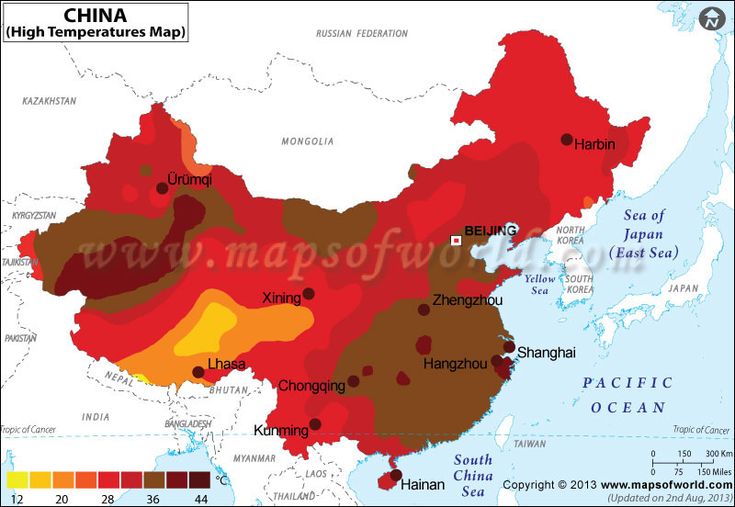 CHINA
(High Temperatures Map)
N
RUSSIAN FEDERATION
KAZAKHSTAN
MONGOLIA
Harbin
Ürümqi
KYRGYZSTAN
BEIJING
NORTH
KOREA
Sea of
Japan
(East Sea)
www.mapsofworld.com
TAJIKISTAN
Yellow
Sea
SOUTH
KOREA
JAPAN
Xining
Zhengzhou
PAKISTAN
Shanghai
Hangzhou
Lhasa
NEPAL
BHUTAN
Chongqing
PACIFIC
OCEAN
INDIA
BANGLADESH
Kunming
Tropic of Cancer
Tropic of Cancer
TAIWAN
MYANMAR
LAOS
South
China
Sea
0 75 150 300 Km
0 75 150 Miles
°C
12 20 28 36 44
THAILAND
Hainan
Copyright © 2013 www.mapsofworld.com
(Updated on 2nd Aug, 2013)